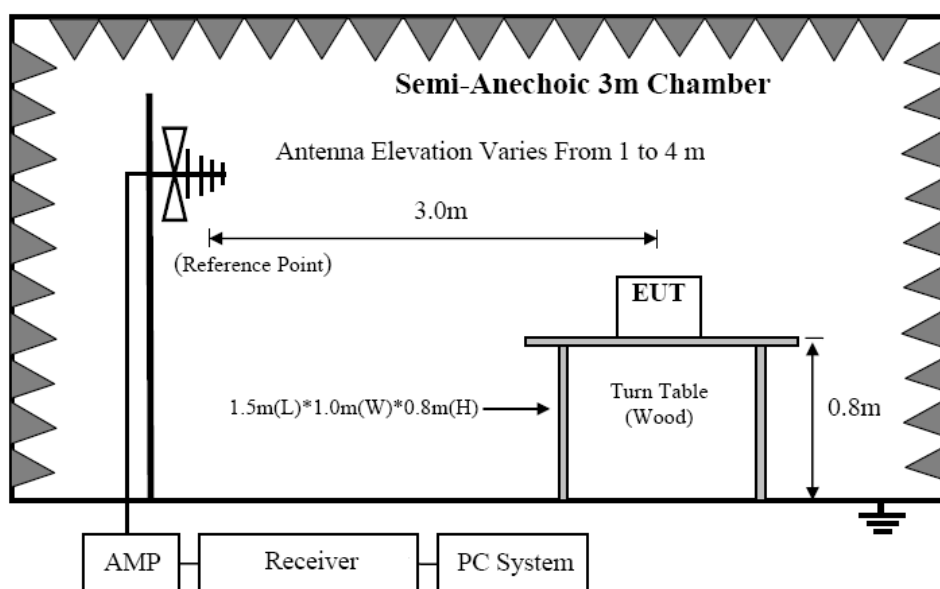 Semi-Anechoic 3m Chamber
Antenna Elevation Varies From 1 to 4 m
3.0m
(Reference Point)
EUT
1.5m(L)*1.0m(W)*0.8m(H)
Turn Table
(Wood)
0.8m
AMP
Receiver
PC System